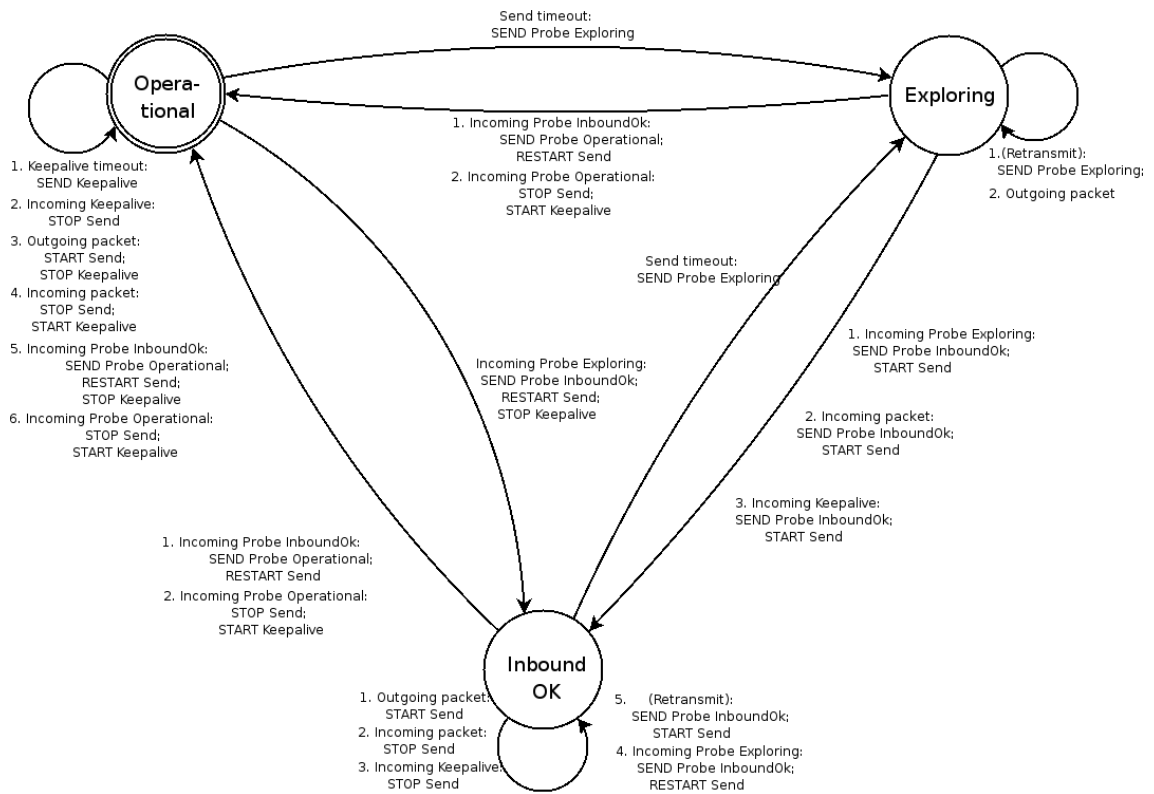 Send timeout:
SEND Probe Exploring
Opera-
tional
Exploring
1. Incoming Probe InboundOk:
SEND Probe Operational;
RESTART Send
2. Incoming Probe Operational:
STOP Send;
START Keepalive
1.(Retransmit):
SEND Probe Exploring;
2. Outgoing packet
1. Keepalive timeout:
SEND Keepalive
2. Incoming Keepalive:
STOP Send
3. Outgoing packet:
START Send;
STOP Keepalive
4. Incoming packet:
STOP Send;
START Keepalive
5. Incoming Probe InboundOk:
SEND Probe Operational;
RESTART Send;
STOP Keepalive
6. Incoming Probe Operational:
STOP Send;
START Keepalive
Send timeout:
SEND Probe Exploring
Incoming Probe Exploring:
SEND Probe InboundOk;
RESTART Send;
STOP Keepalive
1. Incoming Probe Exploring:
SEND Probe InboundOk;
START Send
2. Incoming packet:
SEND Probe InboundOk;
START Send
3. Incoming Keepalive:
SEND Probe InboundOk;
START Send
1. Incoming Probe InboundOk:
SEND Probe Operational;
RESTART Send
2. Incoming Probe Operational:
STOP Send;
START Keepalive
Inbound
OK
1. Outgoing packet:
START Send
2. Incoming packet:
STOP Send
3. Incoming Keepalive:
STOP Send
5. (Retransmit):
SEND Probe InboundOk;
START Send
4. Incoming Probe Exploring:
SEND Probe InboundOk;
RESTART Send